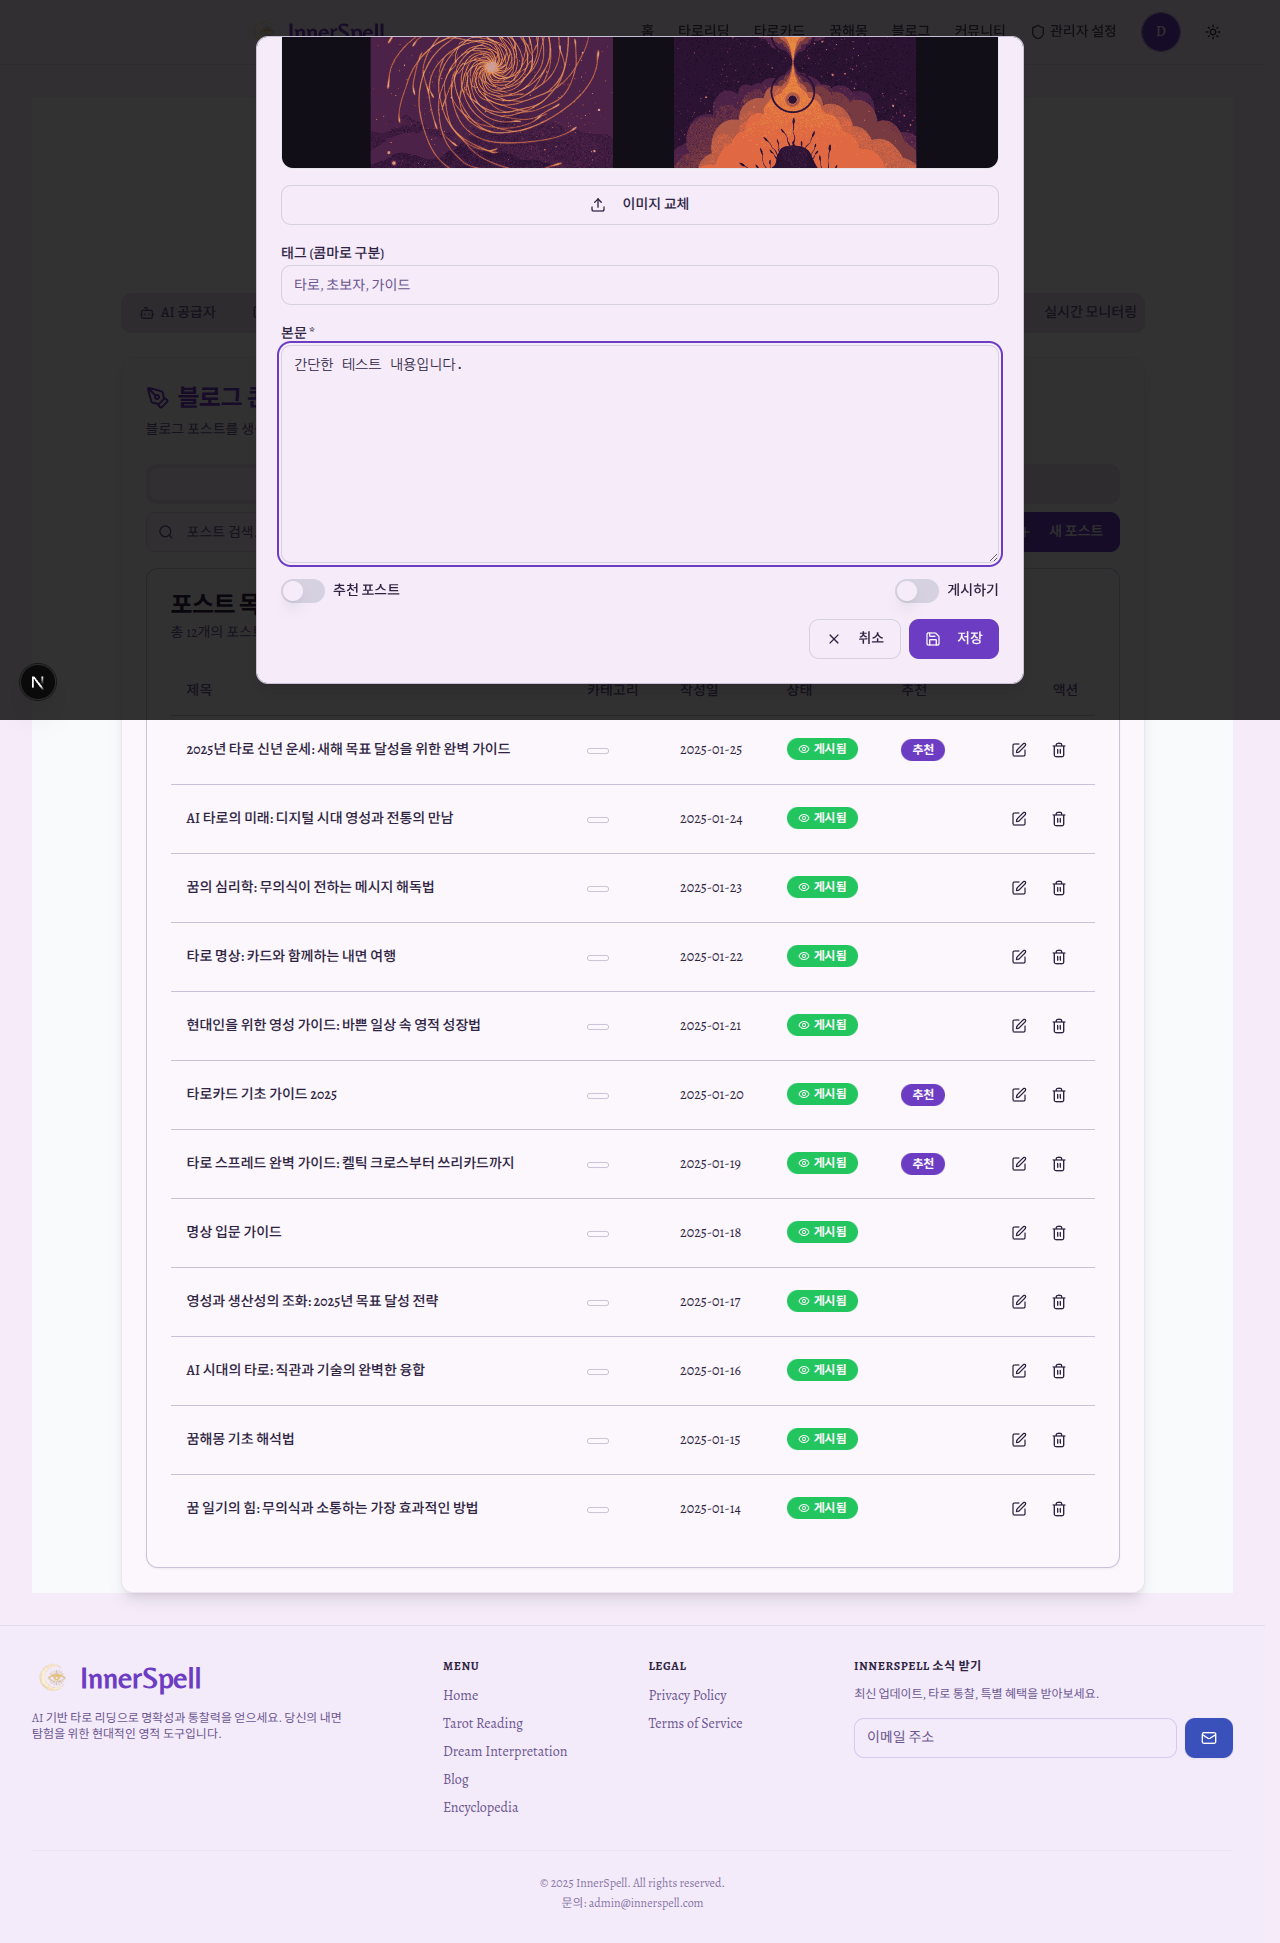 InnerSpell
홈 타로리딩 타로카드 꿈해몽 블로그 커뮤니티 관리자 설정 D
이미지 교체
태그 (콤마로 구분)
타로, 초보자, 가이드
AI 공급자
실시간 모니터링
본문 *
간단한 테스트 내용입니다.
블로그
블로그 포스트를
포스트 검색
새 포스트
추천 포스트
게시하기
포스트
총 12개의
취소
저장
N
제목 카테고리 작성일 상태 추천 액션
2025년 타로 신년 운세: 새해 목표 달성을 위한 완벽 가이드 2025-01-25 게시됨 추천
AI 타로의 미래: 디지털 시대 영성과 전통의 만남 2025-01-24 게시됨
꿈의 심리학: 무의식이 전하는 메시지 해독법 2025-01-23 게시됨
타로 명상: 카드와 함께하는 내면 여행 2025-01-22 게시됨
현대인을 위한 영성 가이드: 바쁜 일상 속 영적 성장법 2025-01-21 게시됨
타로카드 기초 가이드 2025 2025-01-20 게시됨 추천
타로 스프레드 완벽 가이드: 켈틱 크로스부터 쓰리카드까지 2025-01-19 게시됨 추천
명상 입문 가이드 2025-01-18 게시됨
영성과 생산성의 조화: 2025년 목표 달성 전략 2025-01-17 게시됨
AI 시대의 타로: 직관과 기술의 완벽한 융합 2025-01-16 게시됨
꿈해몽 기초 해석법 2025-01-15 게시됨
꿈 일기의 힘: 무의식과 소통하는 가장 효과적인 방법 2025-01-14 게시됨
InnerSpell
AI 기반 타로 리딩으로 명확성과 통찰력을 얻으세요. 당신의 내면
탐험을 위한 현대적인 영적 도구입니다.
MENU
Home
Tarot Reading
Dream Interpretation
Blog
Encyclopedia
LEGAL
Privacy Policy
Terms of Service
INNERSPELL 소식 받기
최신 업데이트, 타로 통찰, 특별 혜택을 받아보세요.
이메일 주소
© 2025 InnerSpell. All rights reserved.
문의: admin@innerspell.com